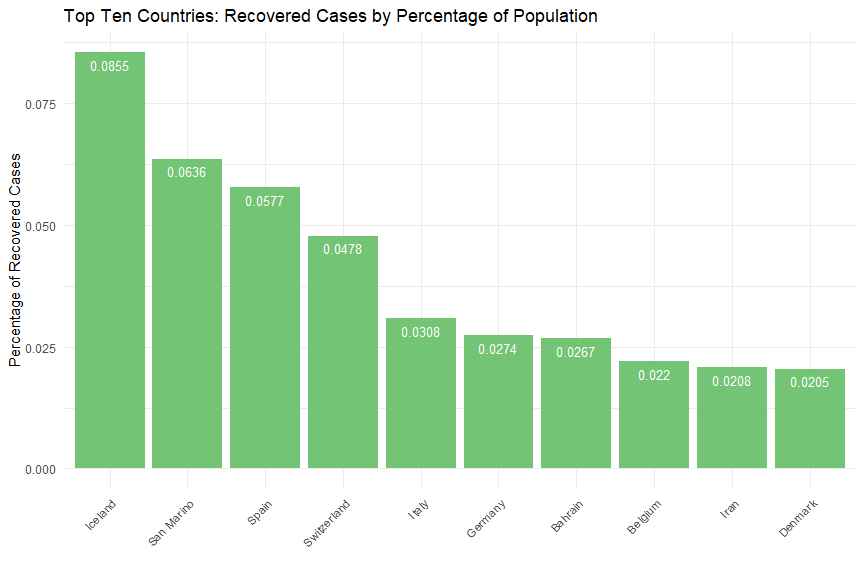 Top Ten Countries: Recovered Cases by Percentage of Population
Percentage of Recovered Cases
0.075
0.050
0.025
0.000
0.0855
0.0636
0.0577
0.0478
0.0308
0.0274
0.0267
0.022
0.0208
0.0205
Iceland
San Marino
Spain
Switzerland
Italy
Germany
Bahrain
Belgium
Iran
Denmark